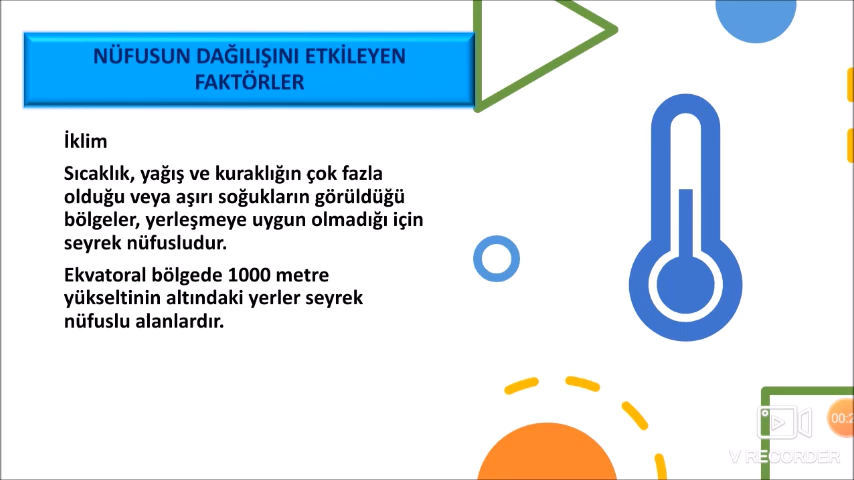 NÜFUSUN DAĞILIŞINI ETKİLEYEN
FAKTÖRLER
İklim
Sıcaklık, yağış ve kuraklığın çok fazla
olduğu veya aşırı soğukların görüldüğü
bölgeler, yerleşmeye uygun olmadığı için
seyrek nüfusludur.
Ekvatoral bölgede 1000 metre
yükseltinin altındaki yerler seyrek
nüfuslu alanlardır.
V RECORDER